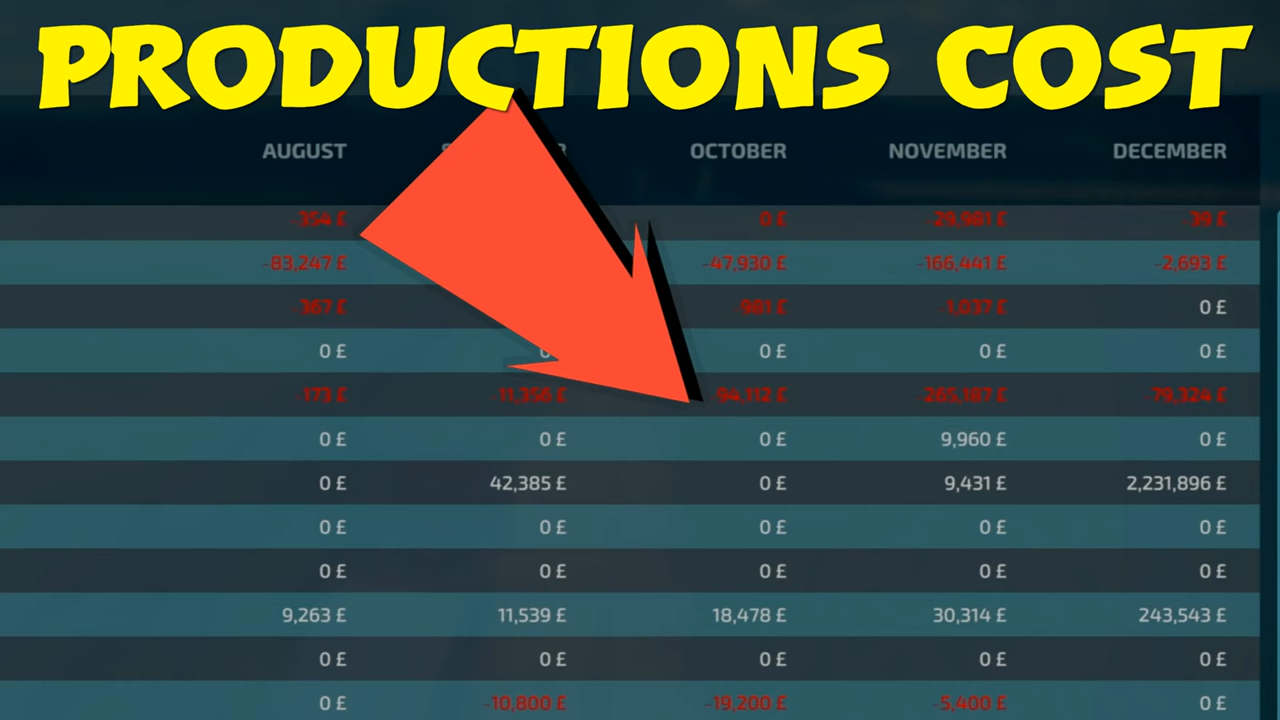 PRODUCTIONS COST
AUGUST OCTOBER NOVEMBER DECEMBER
-354 £ 0 £ -29,981 £ -39 £
-83,247 £ -47,930 £ -166,441 £ -2,693 £
-367 £ -981 £ -1,037 £ 0 £
0 £ 0 £ 0 £ 0 £
-173 £ -11,356 £ -94,112 £ -265,187 £ -79,324 £
0 £ 0 £ 0 £ 9,960 £ 0 £
0 £ 42,385 £ 0 £ 9,431 £ 2,231,896 £
0 £ 0 £ 0 £ 0 £ 0 £
0 £ 0 £ 0 £ 0 £ 0 £
9,263 £ 11,539 £ 18,478 £ 30,314 £ 243,543 £
0 £ 0 £ 0 £ 0 £ 0 £
0 £ -10,800 £ -19,200 £ -5,400 £ 0 £